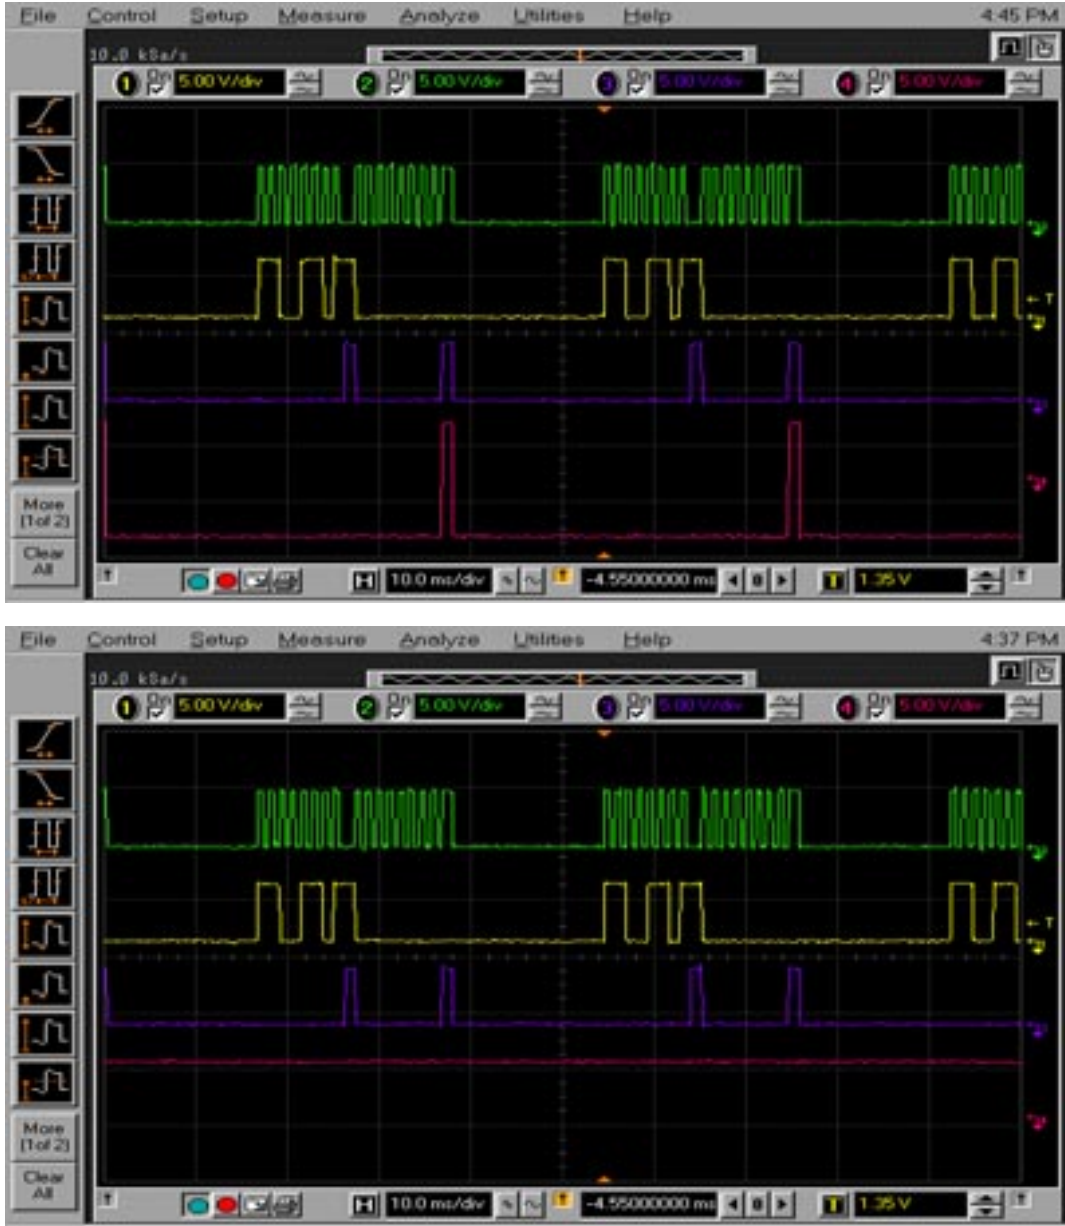 File Control Setup Measure Analyze Utilities Help 4:45 PM
10.0 kSa/s
1 On 5.00 V/div 2 On 5.00 V/div 3 On 5.00 V/div 4 On 5.00 V/div
T
More
(1 of 2)
Clear
All
H 10.0 ms/div -4.55000000 ms 0 T 1.35 V
File Control Setup Measure Analyze Utilities Help 4:37 PM
10.0 kSa/s
1 On 5.00 V/div 2 On 5.00 V/div 3 On 5.00 V/div 4 On 5.00 V/div
T
More
(1 of 2)
Clear
All
H 10.0 ms/div -4.55000000 ms 0 T 1.35 V